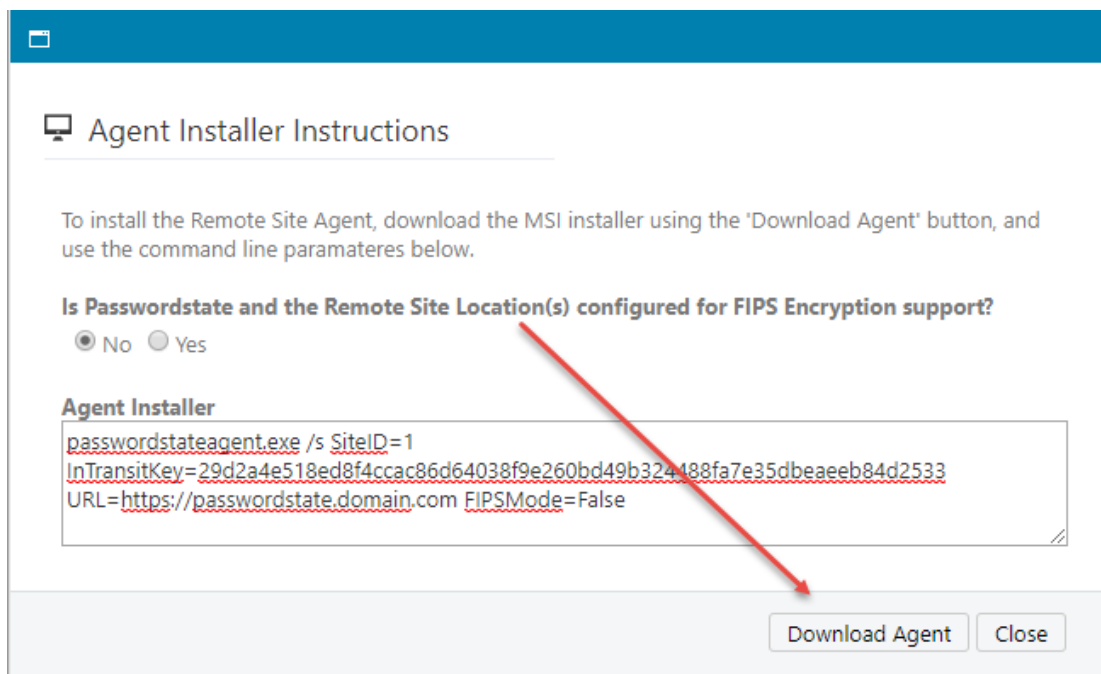 Agent Installer Instructions
To install the Remote Site Agent, download the MSI installer using the 'Download Agent' button, and
use the command line paramateres below.
Is Passwordstate and the Remote Site Location(s) configured for FIPS Encryption support?
No Yes
Agent Installer
passwordstateagent.exe /s SiteID=1
InTransitKey=29d2a4e518ed8f4ccac86d64038f9e260bd49b324488fa7e35dbeaeeb84d2533
URL=https://passwordstate.domain.com FIPSMode=False
Download Agent Close